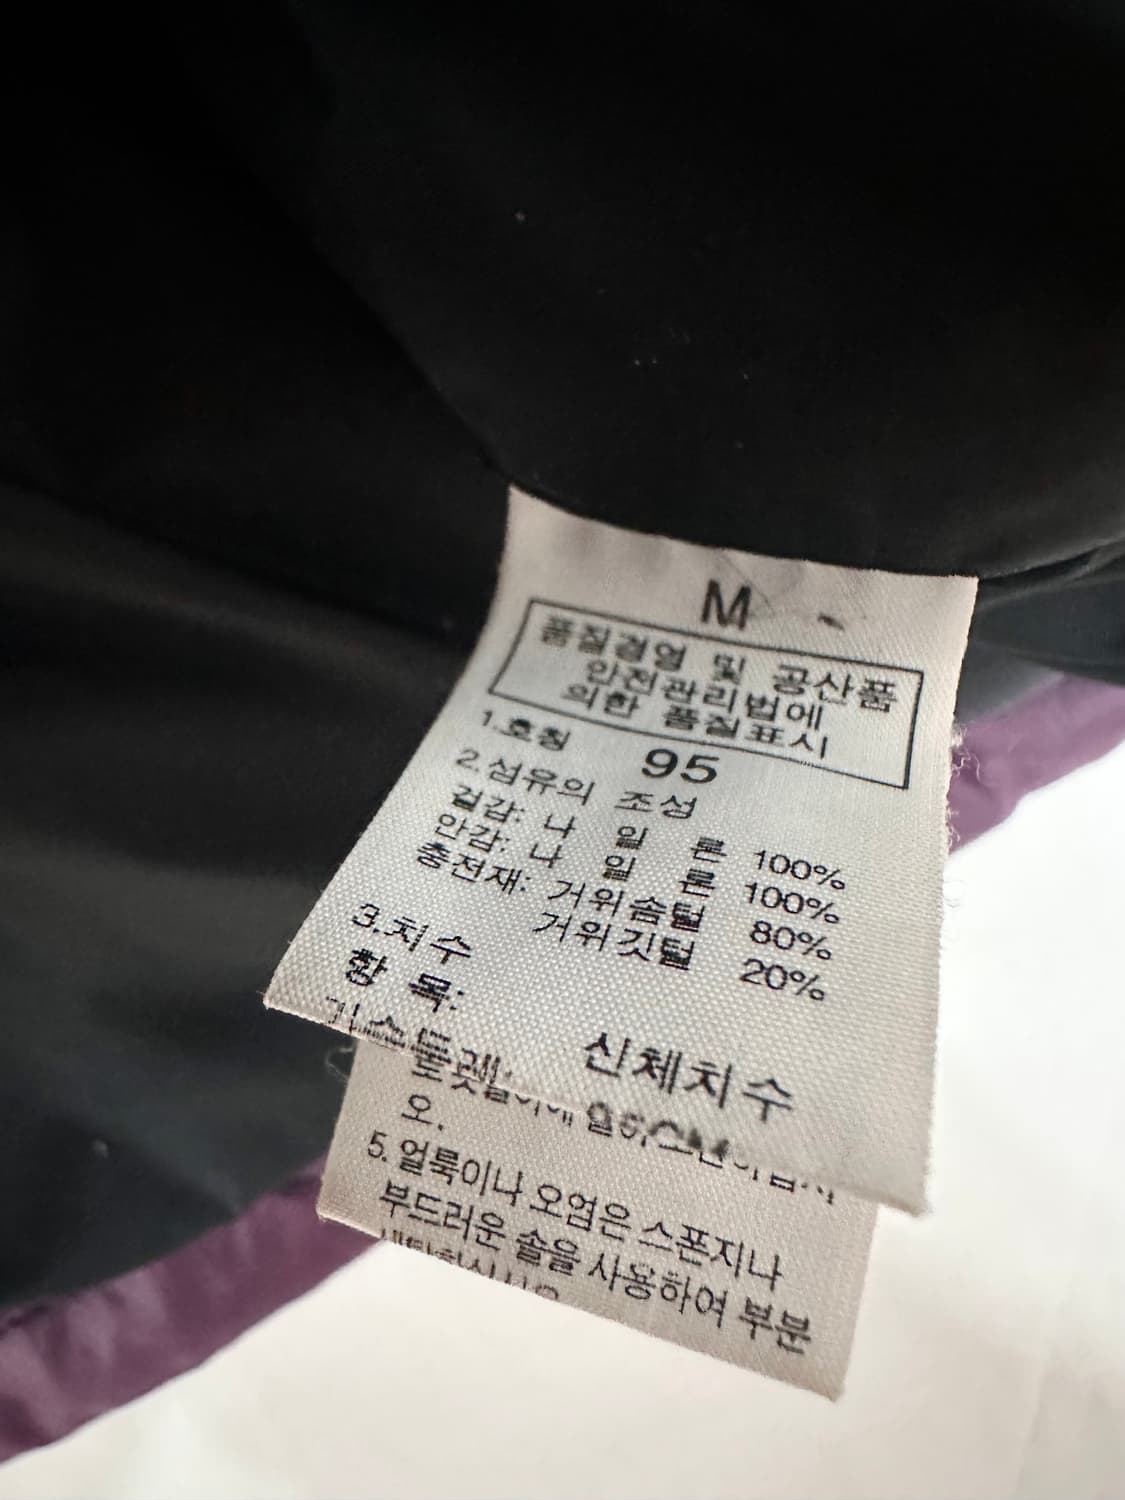 M
품질경영 및 공산품
안전관리법에
의한 품질표시
1.호칭 95
2.섬유의 조성
겉감: 나 일 론 100%
안감: 나 일 론 100%
충전재: 거위솜털 80%
거위깃털 20%
3.치수
항 목: 신체치수
가슴둘레:
오.
5. 얼룩이나 오염은 스폰지나
부드러운 솔을 사용하여 부분